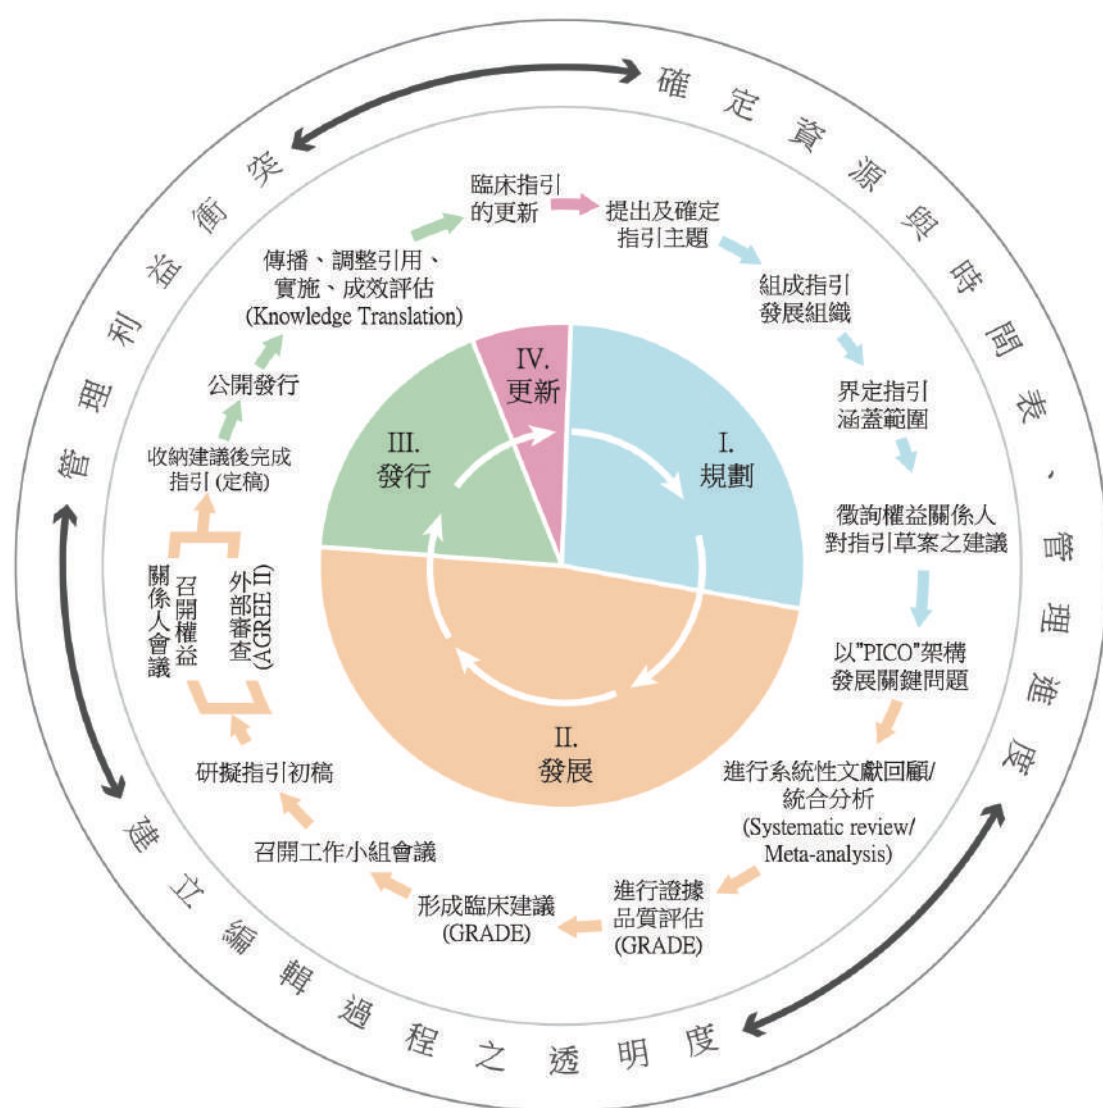 確定資源與時間表、管理進度
建立編輯過程之透明度
管理利益衝突
提出及確定
指引主題
組成指引
發展組織
界定指引
涵蓋範圍
徵詢權益關係人
對指引草案之建議
以"PICO"架構
發展關鍵問題
進行系統性文獻回顧/
統合分析
(Systematic review/
Meta-analysis)
進行證據
品質評估
(GRADE)
形成臨床建議
(GRADE)
召開工作小組會議
研擬指引初稿
外部審查
(AGREE II)
召開權益
關係人會議
收納建議後完成
指引 (定稿)
公開發行
傳播、調整引用、
實施、成效評估
(Knowledge Translation)
臨床指引
的更新
I.
規劃
II.
發展
III.
發行
IV.
更新